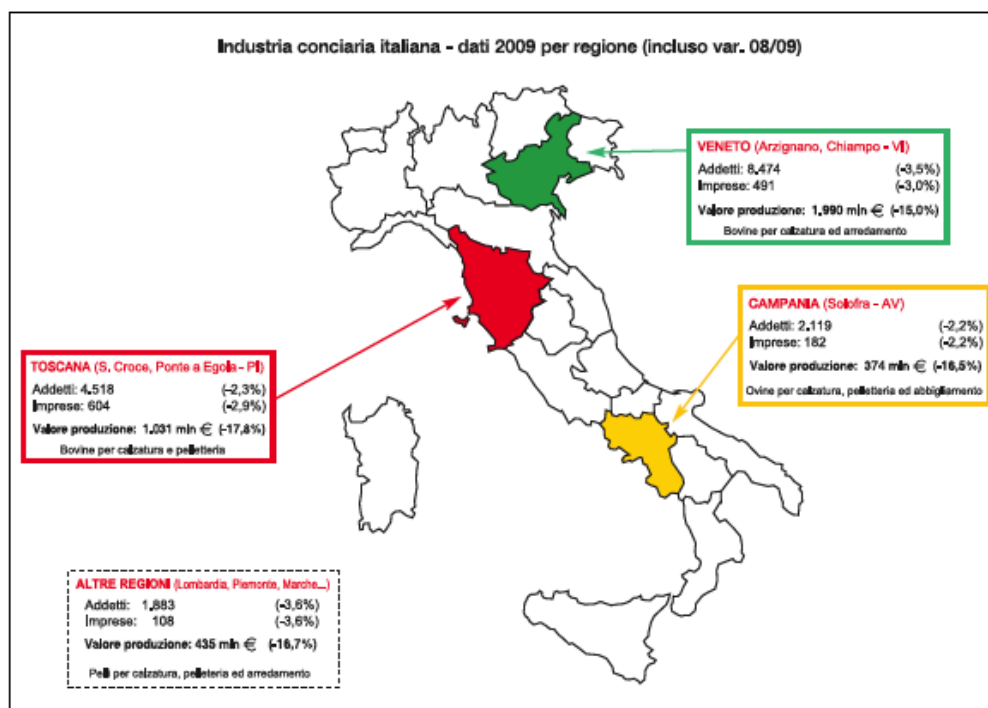 Industria conciaria italiana - dati 2009 per regione (incluso var. 08/09)
VENETO (Arzignano, Chiampo - VI)
Addetti: 8.474 (-3,5%)
Imprese: 491 (-3,0%)
Valore produzione: 1.990 mln € (-15,0%)
Bovine per calzatura ed arredamento
CAMPANIA (Solofra - AV)
Addetti: 2.119 (-2,2%)
Imprese: 182 (-2,2%)
Valore produzione: 374 mln € (-16,5%)
Ovine per calzatura, pelletteria ed abbigliamento
TOSCANA (S. Croce, Ponte a Egola - PI)
Addetti: 4.518 (-2,3%)
Imprese: 604 (-2,9%)
Valore produzione: 1.031 mln € (-17,8%)
Bovine per calzatura e pelletteria
ALTRE REGIONI (Lombardia, Piemonte, Marche...)
Addetti: 1.883 (-3,6%)
Imprese: 108 (-3,6%)
Valore produzione: 435 mln € (-16,7%)
Pelli per calzatura, pelleteria ed arredamento